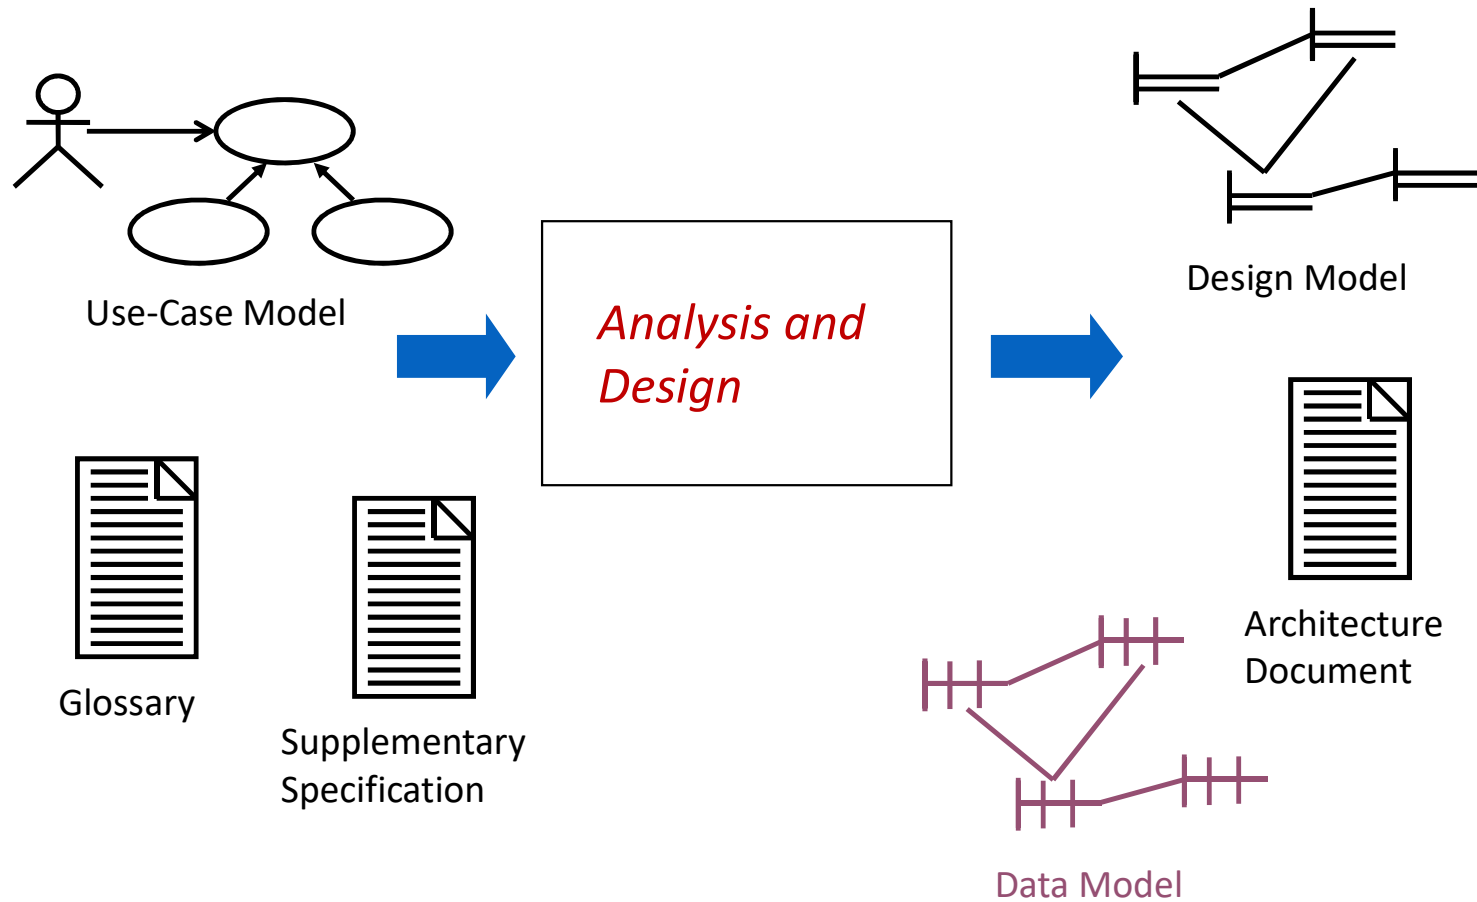 Use-Case Model
Glossary
Supplementary
Specification
Analysis and
Design
Design Model
Architecture
Document
Data Model